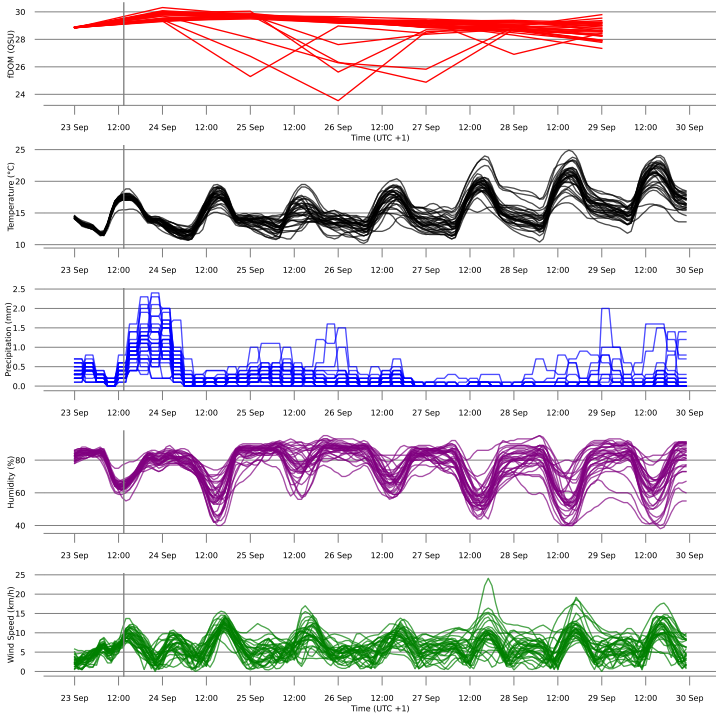 fDOM (QSU)
30
28
26
24
23 Sep 12:00 24 Sep 12:00 25 Sep 12:00 26 Sep 12:00 27 Sep 12:00 28 Sep 12:00 29 Sep 12:00 30 Sep
Time (UTC +1)
Temperature (°C)
25
20
15
10
23 Sep 12:00 24 Sep 12:00 25 Sep 12:00 26 Sep 12:00 27 Sep 12:00 28 Sep 12:00 29 Sep 12:00 30 Sep
Precipitation (mm)
2.5
2.0
1.5
1.0
0.5
0.0
23 Sep 12:00 24 Sep 12:00 25 Sep 12:00 26 Sep 12:00 27 Sep 12:00 28 Sep 12:00 29 Sep 12:00 30 Sep
Humidity (%)
80
60
40
23 Sep 12:00 24 Sep 12:00 25 Sep 12:00 26 Sep 12:00 27 Sep 12:00 28 Sep 12:00 29 Sep 12:00 30 Sep
Wind Speed (km/h)
25
20
15
10
5
0
23 Sep 12:00 24 Sep 12:00 25 Sep 12:00 26 Sep 12:00 27 Sep 12:00 28 Sep 12:00 29 Sep 12:00 30 Sep
Time (UTC +1)